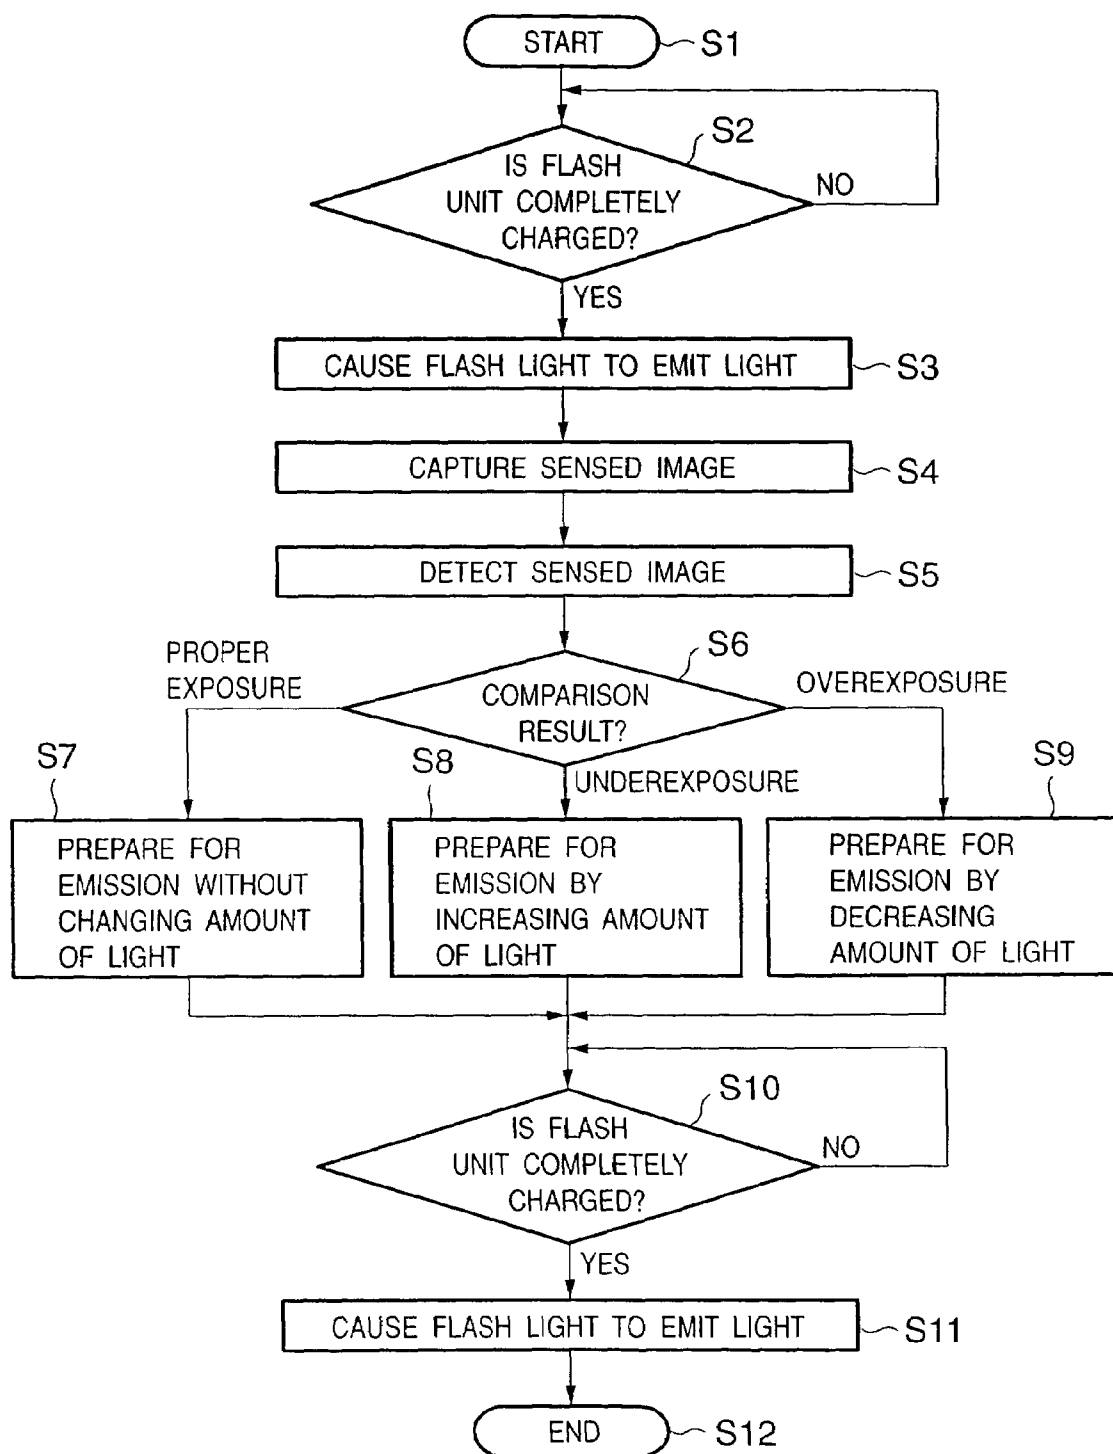 START
S1
S2
IS FLASH
UNIT COMPLETELY
CHARGED?
NO
YES
CAUSE FLASH LIGHT TO EMIT LIGHT
S3
CAPTURE SENSED IMAGE
S4
DETECT SENSED IMAGE
S5
S6
PROPER
EXPOSURE
COMPARISON
RESULT?
OVEREXPOSURE
UNDEREXPOSURE
S7
PREPARE FOR
EMISSION WITHOUT
CHANGING AMOUNT
OF LIGHT
S8
PREPARE FOR
EMISSION BY
INCREASING AMOUNT
OF LIGHT
S9
PREPARE FOR
EMISSION BY
DECREASING
AMOUNT OF LIGHT
S10
IS FLASH
UNIT COMPLETELY
CHARGED?
NO
YES
CAUSE FLASH LIGHT TO EMIT LIGHT
S11
END
S12